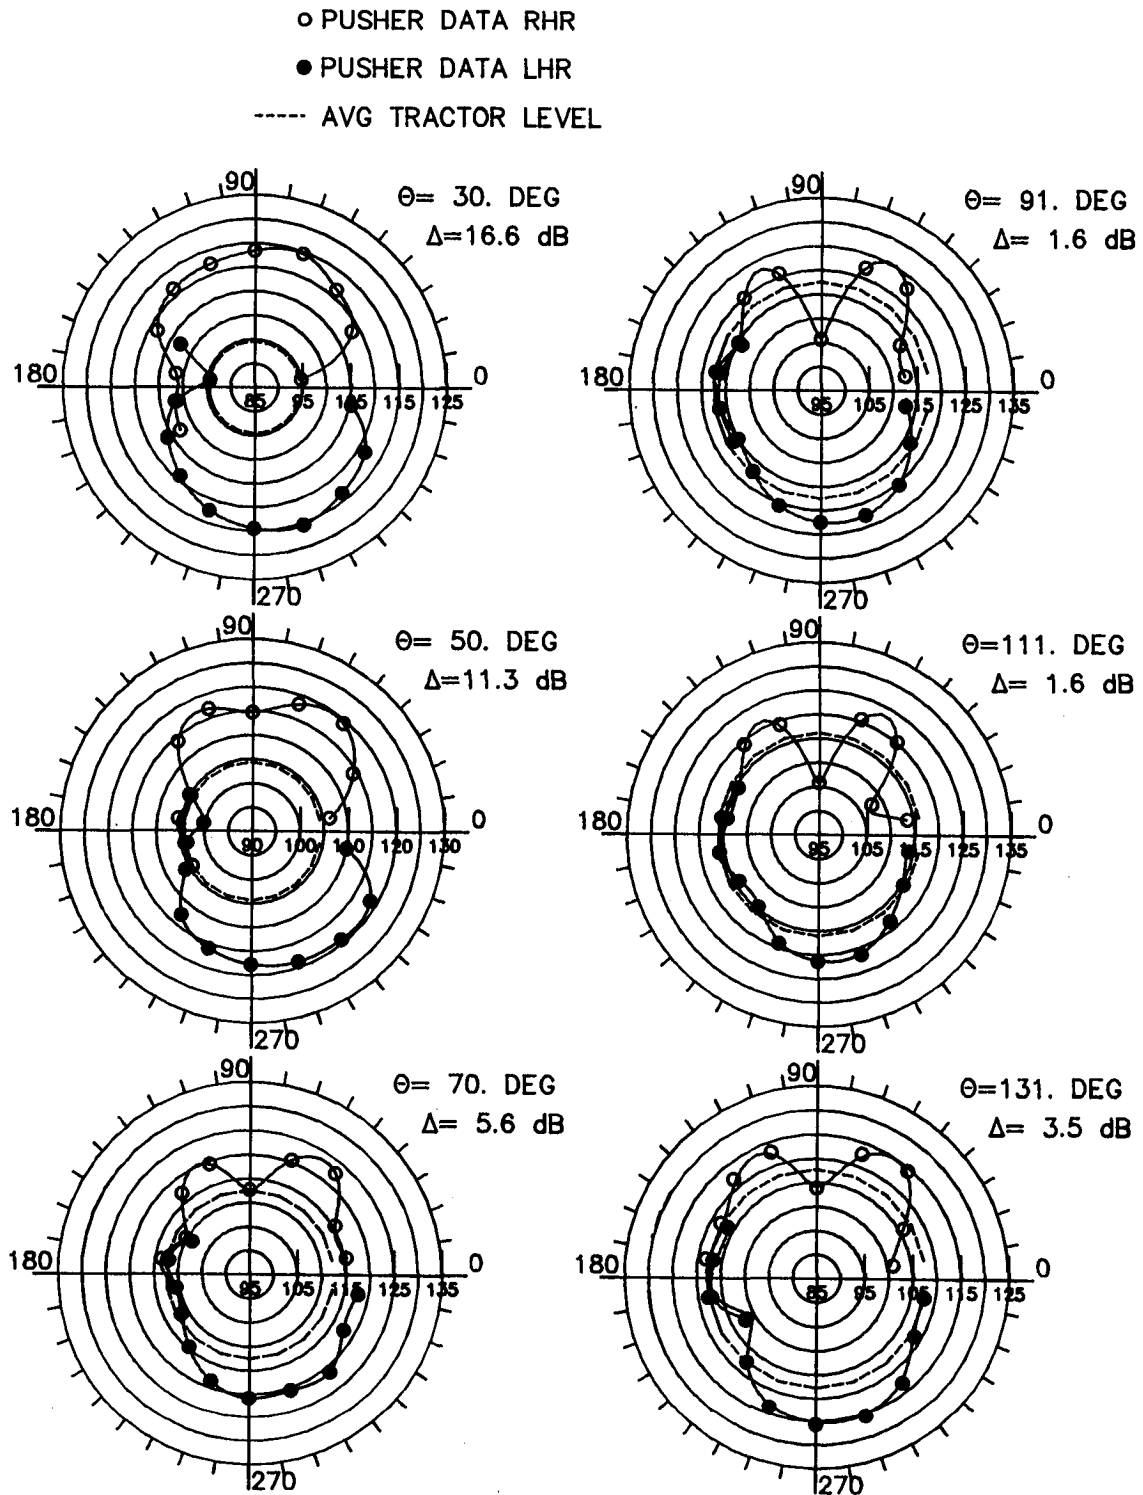 ○ PUSHER DATA RHR
● PUSHER DATA LHR
----- AVG TRACTOR LEVEL
90
Θ= 30. DEG
Δ=16.6 dB
180
0
85 95 105 115 125
270
90
Θ= 91. DEG
Δ= 1.6 dB
180
0
95 105 115 125 135
270
90
Θ= 50. DEG
Δ=11.3 dB
180
0
90 100 110 120 130
270
90
Θ=111. DEG
Δ= 1.6 dB
180
0
95 105 115 125 135
270
90
Θ= 70. DEG
Δ= 5.6 dB
180
0
95 105 115 125 135
270
90
Θ=131. DEG
Δ= 3.5 dB
180
0
85 95 105 115 125
270